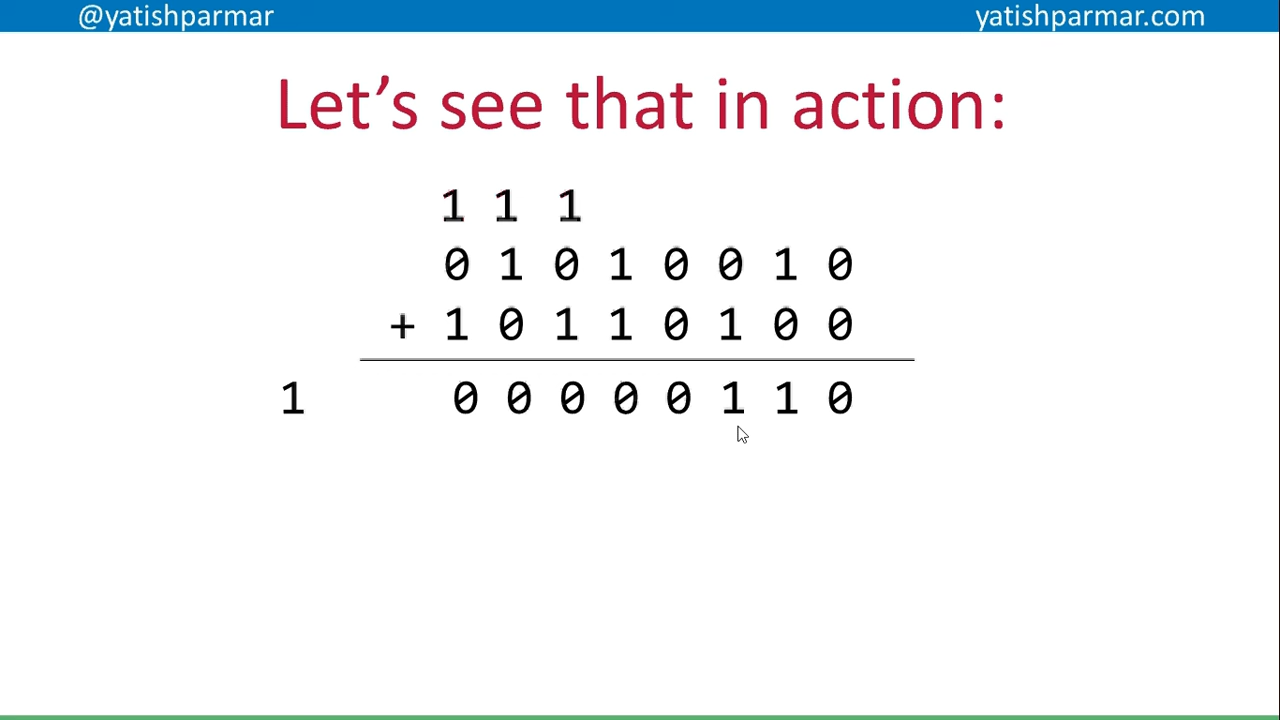 @yatishparmar yatishparmar.com
Let's see that in action:
1 1 1
0 1 0 1 0 0 1 0
+ 1 0 1 1 0 1 0 0
1 0 0 0 0 0 1 1 0